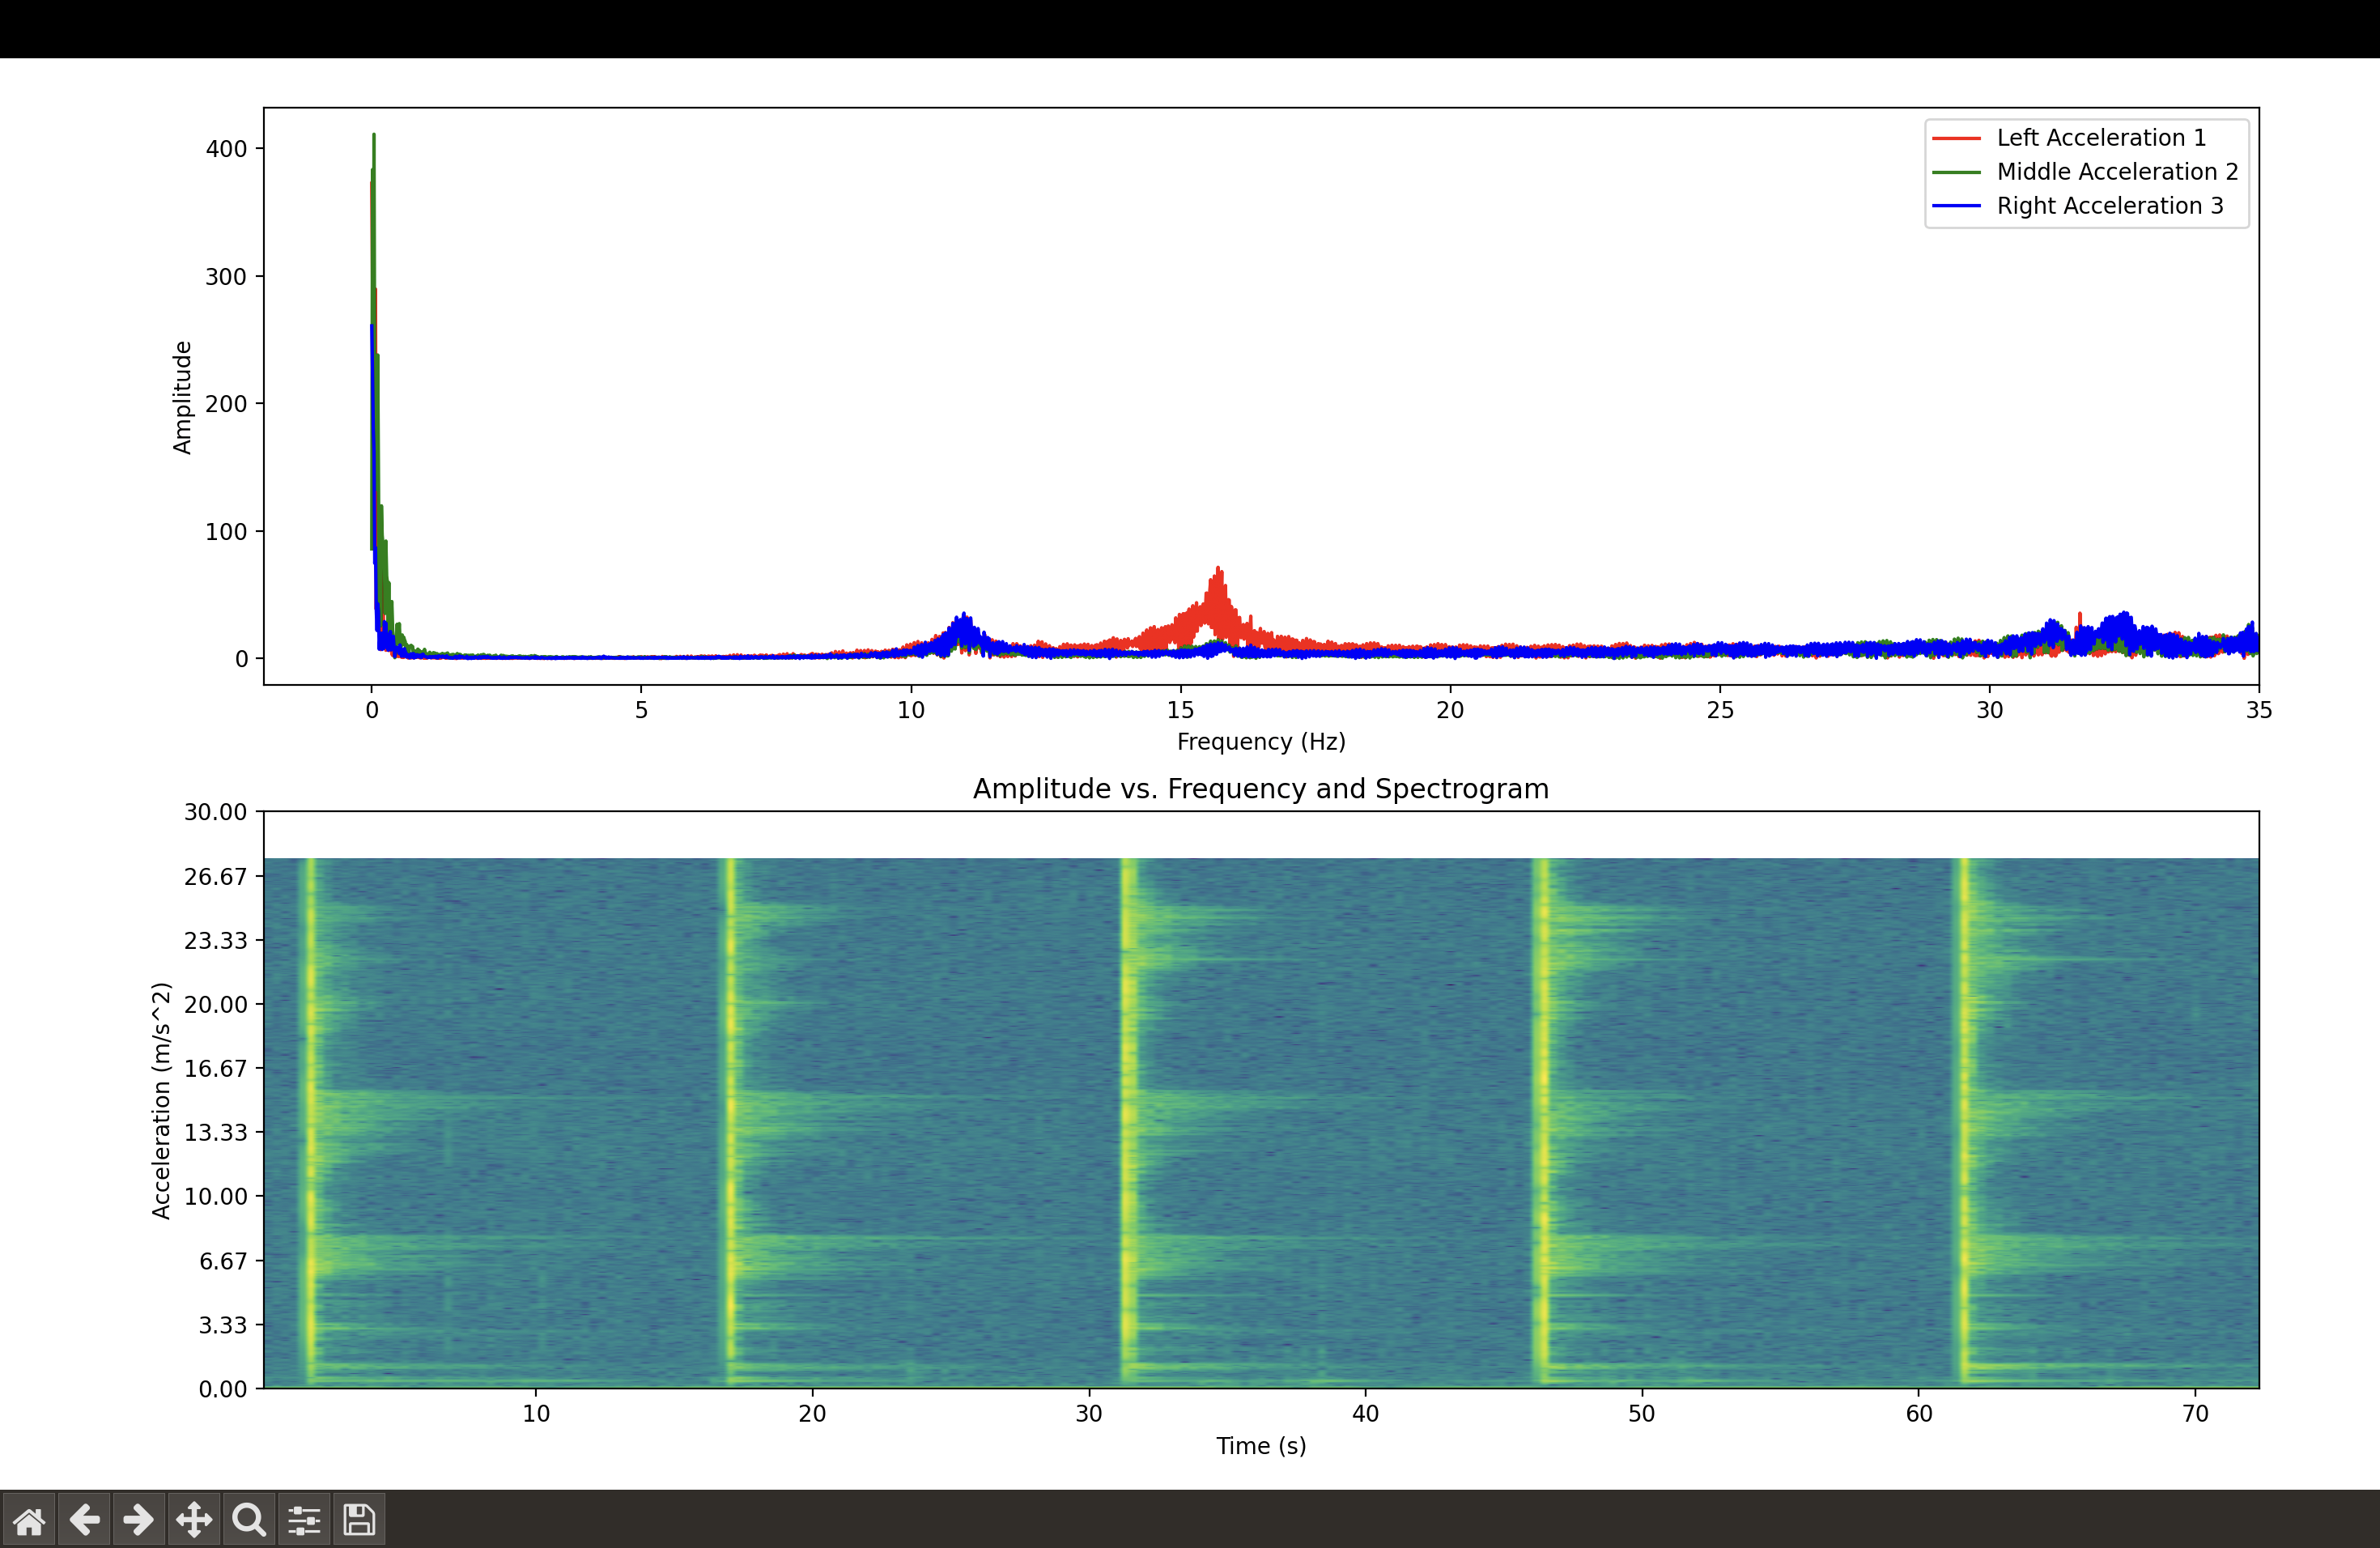 400
300
200
100
0
Amplitude
Left Acceleration 1
Middle Acceleration 2
Right Acceleration 3
0 5 10 15 20 25 30 35
Frequency (Hz)
Amplitude vs. Frequency and Spectrogram
30.00
26.67
23.33
20.00
16.67
13.33
10.00
6.67
3.33
0.00
Acceleration (m/s^2)
10 20 30 40 50 60 70
Time (s)